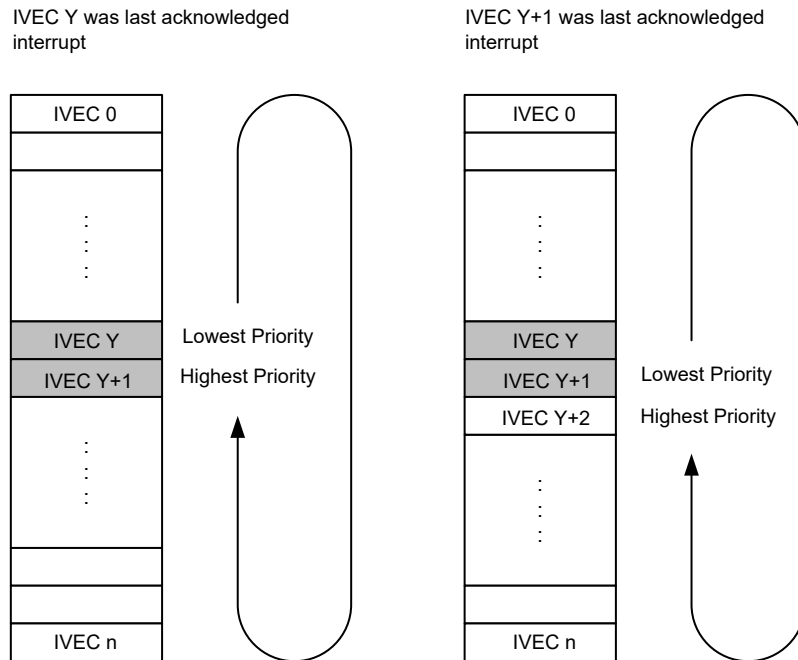 IVEC Y was last acknowledged
interrupt
IVEC 0
:
:
:
IVEC Y
Lowest Priority
IVEC Y+1
Highest Priority
:
:
:
IVEC n
IVEC Y+1 was last acknowledged
interrupt
IVEC 0
:
:
:
IVEC Y
IVEC Y+1
Lowest Priority
IVEC Y+2
Highest Priority
:
:
:
IVEC n